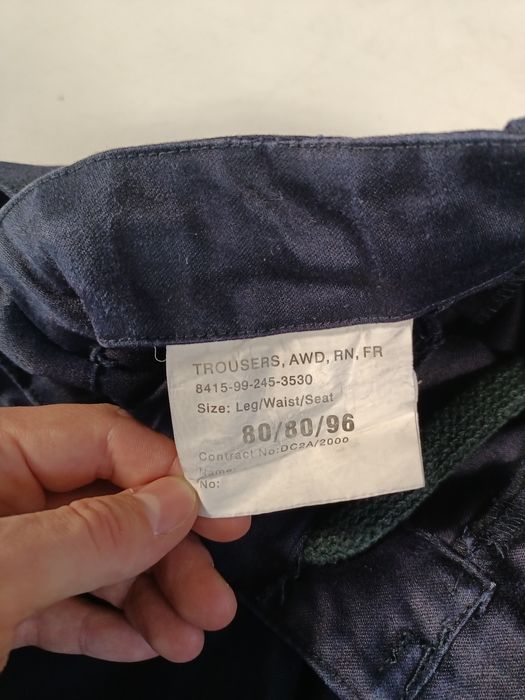 TROUSERS, AWD, RN, FR
8415-99-245-3530
Size: Leg/Waist/Seat
80/80/96
Contract No:DC2A/2000
Name:
No: